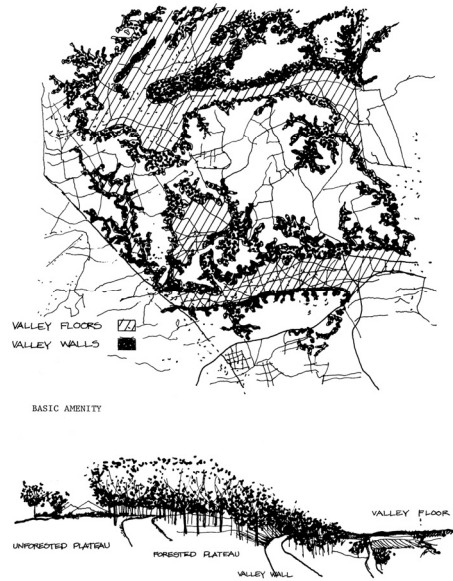 VALLEY FLOORS
VALLEY WALLS
BASIC AMENITY
VALLEY FLOOR
UNFORESTED PLATEAU
FORESTED PLATEAU
VALLEY WALL